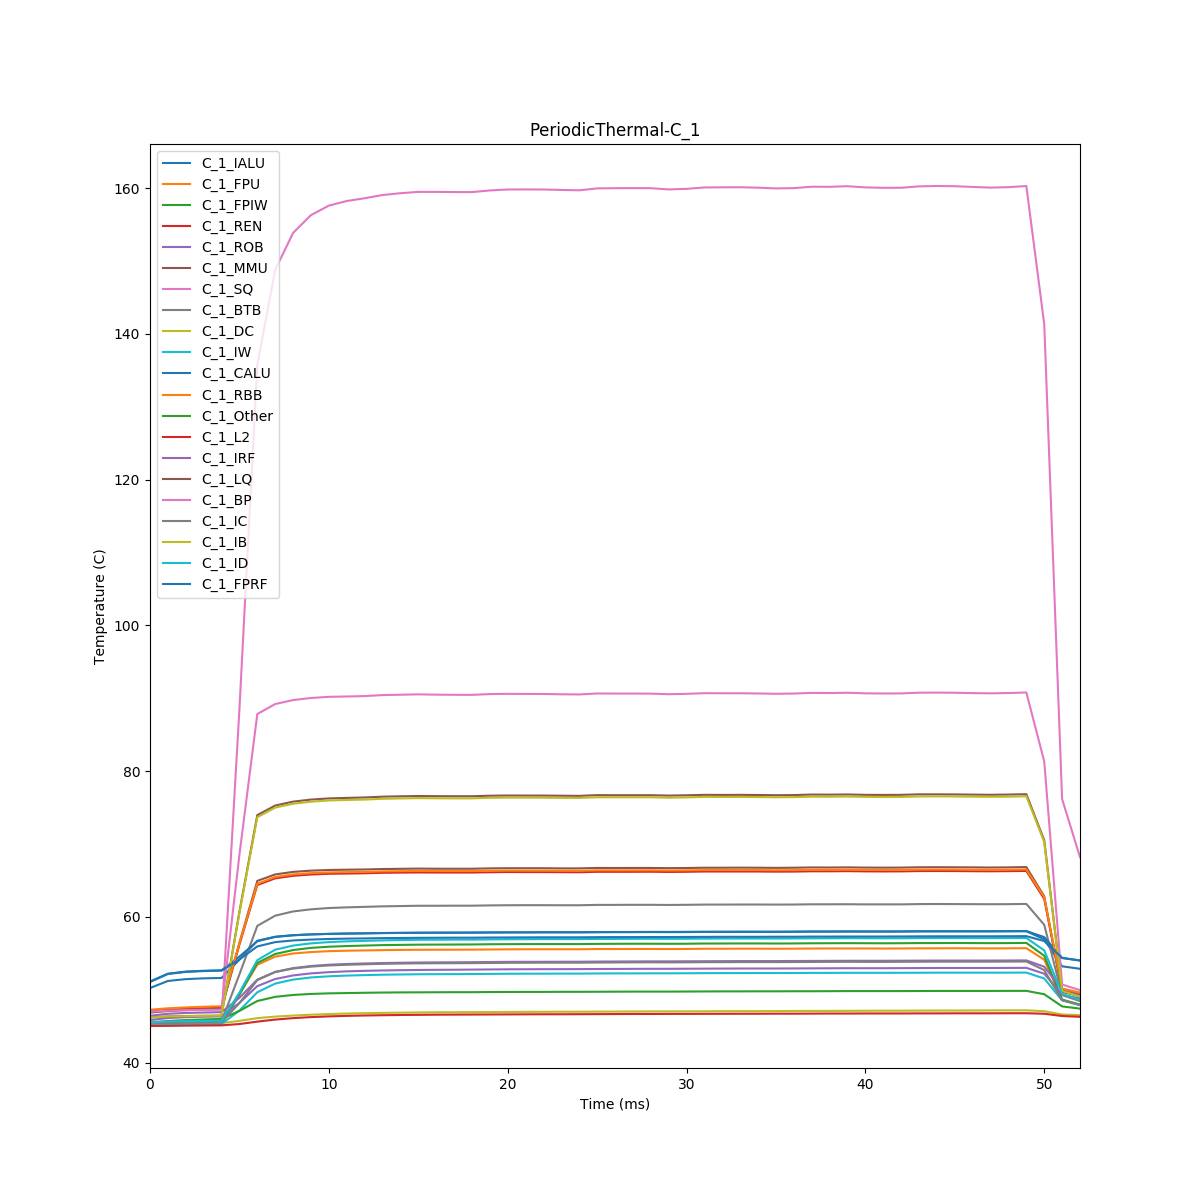 PeriodicThermal-C_1
C_1_IALU
C_1_FPU
C_1_FPIW
C_1_REN
C_1_ROB
C_1_MMU
C_1_SQ
C_1_BTB
C_1_DC
C_1_IW
C_1_CALU
C_1_RBB
C_1_Other
C_1_L2
C_1_IRF
C_1_LQ
C_1_BP
C_1_IC
C_1_IB
C_1_ID
C_1_FPRF
160
140
120
100
80
60
40
Temperature (C)
0 10 20 30 40 50
Time (ms)